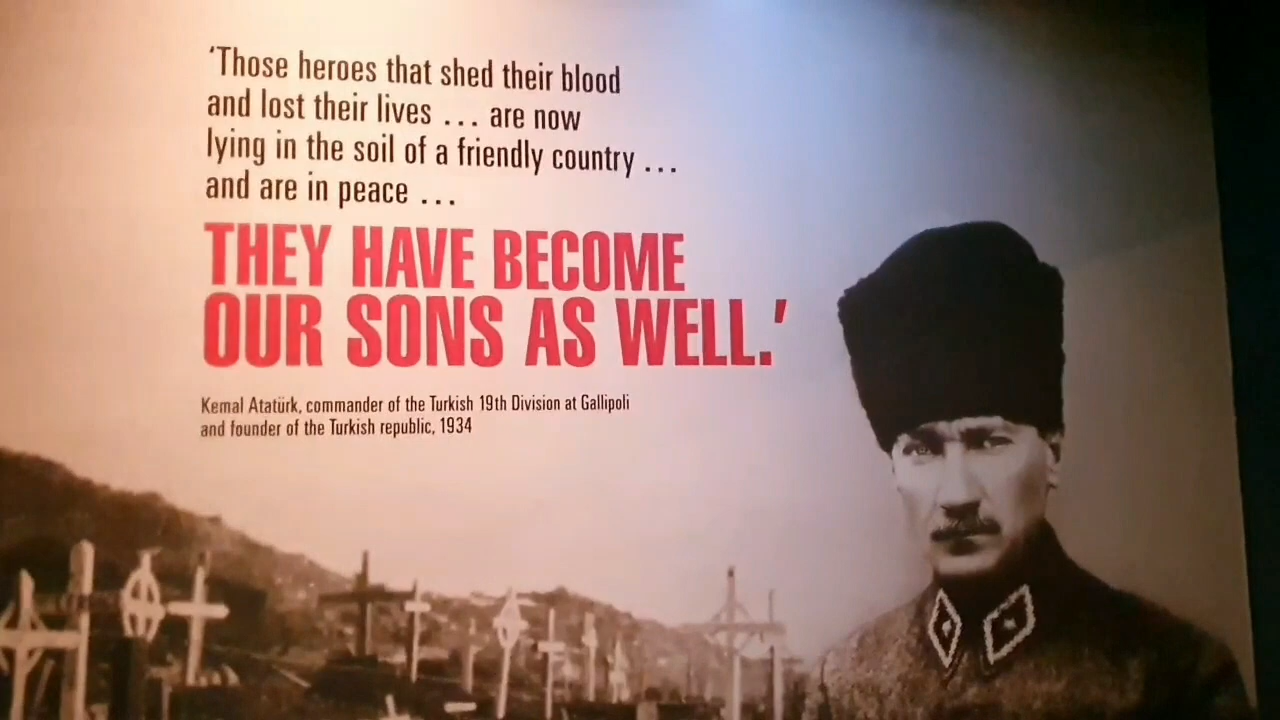 ‘Those heroes that shed their blood
and lost their lives ... are now
lying in the soil of a friendly country ...
and are in peace ...
THEY HAVE BECOME
OUR SONS AS WELL.’
Kemal Atatürk, commander of the Turkish 19th Division at Gallipoli
and founder of the Turkish republic, 1934